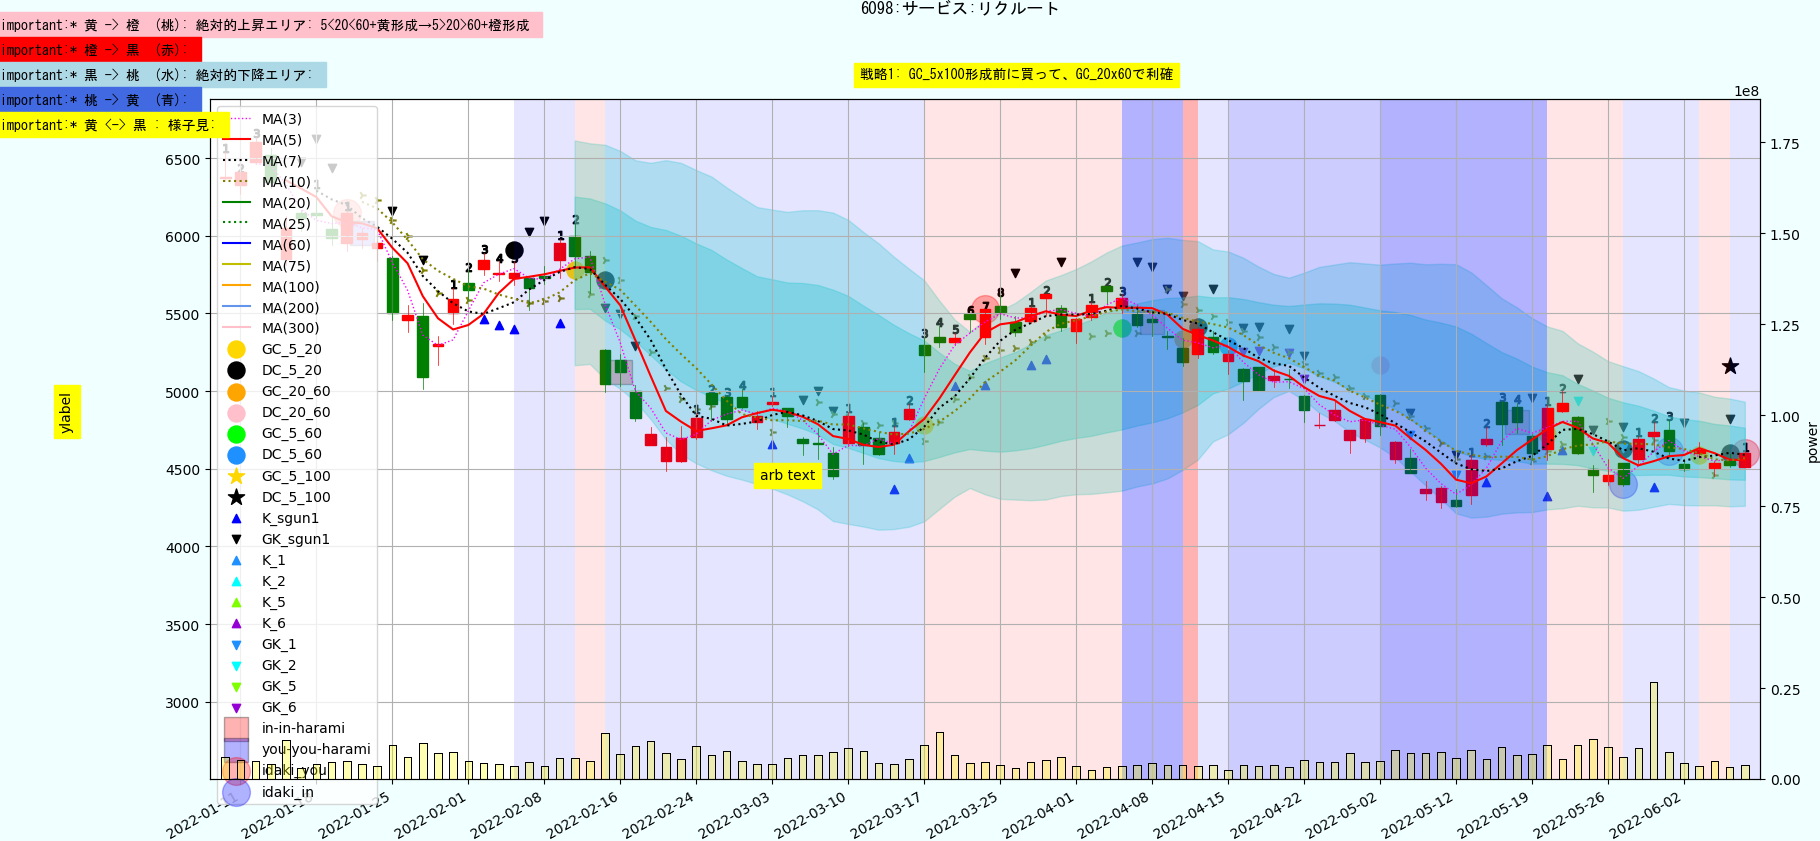 6098:サービス:リクルート
important:* 黄 -> 橙 (桃): 絶対的上昇エリア: 5<20<60+黄形成→5>20>60+橙形成
important:* 橙 -> 黒 (赤):
important:* 黒 -> 桃 (水): 絶対的下降エリア:
戦略1: GC_5x100形成前に買って、GC_20x60で利確
important:* 桃 -> 黄 (青):
important:* 黄 <-> 黒 : 様子見:
1e8
MA(3)
MA(5)
MA(7)
MA(10)
MA(20)
MA(25)
MA(60)
MA(75)
MA(100)
MA(200)
MA(300)
GC_5_20
DC_5_20
GC_20_60
DC_20_60
GC_5_60
DC_5_60
GC_5_100
DC_5_100
K_sgun1
GK_sgun1
K_1
K_2
K_5
K_6
GK_1
GK_2
GK_5
GK_6
in-in-harami
you-you-harami
idaki_you
idaki_in
6500
6000
5500
5000
4500
4000
3500
3000
ylabel
arb text
1.75
1.50
1.25
1.00
0.75
0.50
0.25
0.00
power
2022-01-25
2022-02-01
2022-02-08
2022-02-16
2022-02-24
2022-03-03
2022-03-10
2022-03-17
2022-03-25
2022-04-01
2022-04-08
2022-04-15
2022-04-22
2022-05-02
2022-05-12
2022-05-19
2022-05-26
2022-06-02